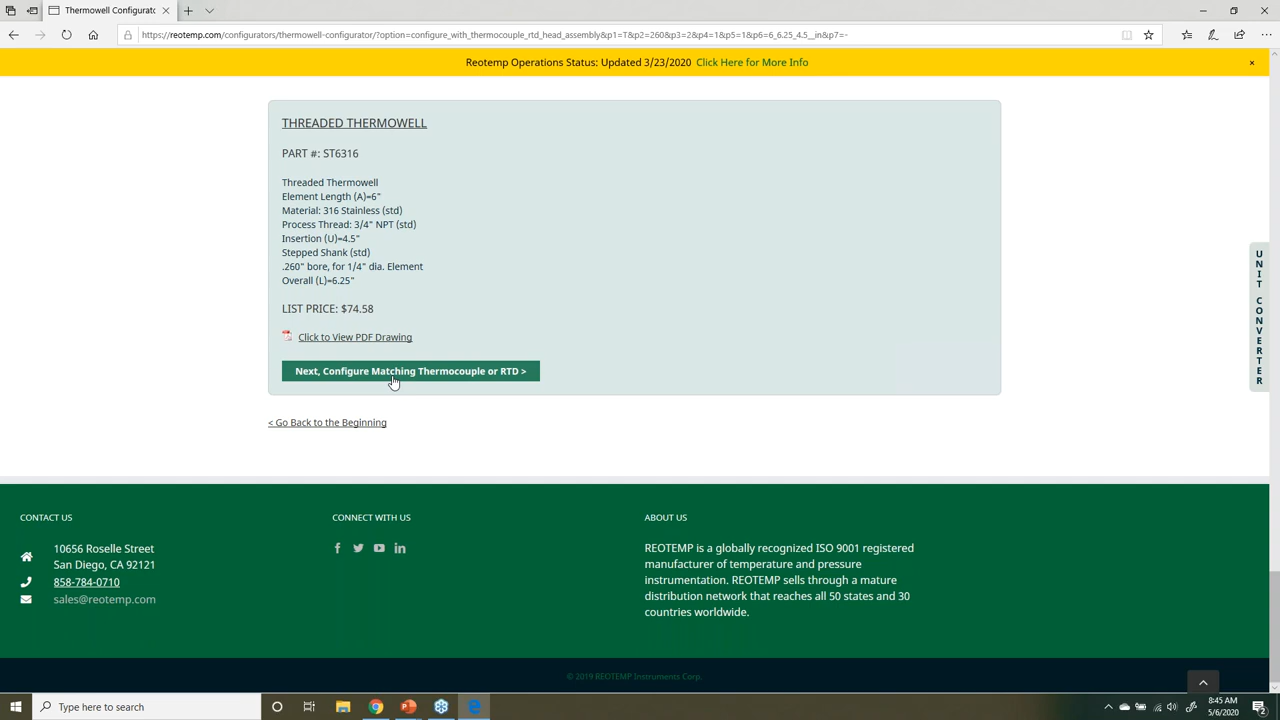 Thermowell Configurato
https://reotemp.com/configurators/thermowell-configurator/?option=configure_with_thermocouple_rtd_head_assembly&p1=T&p2=260&p3=2&p4=1&p5=1&p6=6_6.25_4.5__in&p7=-
Reotemp Operations Status: Updated 3/23/2020 Click Here for More Info ×
THREADED THERMOWELL
PART #: ST6316
Threaded Thermowell
Element Length (A)=6"
Material: 316 Stainless (std)
Process Thread: 3/4" NPT (std)
Insertion (U)=4.5"
Stepped Shank (std)
.260" bore, for 1/4" dia. Element
Overall (L)=6.25"
LIST PRICE: $74.58
Click to View PDF Drawing
Next, Configure Matching Thermocouple or RTD >
< Go Back to the Beginning
UNIT CONVERTER
CONTACT US
10656 Roselle Street
San Diego, CA 92121
858-784-0710
sales@reotemp.com
CONNECT WITH US
ABOUT US
REOTEMP is a globally recognized ISO 9001 registered
manufacturer of temperature and pressure
instrumentation. REOTEMP sells through a mature
distribution network that reaches all 50 states and 30
countries worldwide.
© 2019 REOTEMP Instruments Corp.
Type here to search
8:45 AM
5/6/2020
2